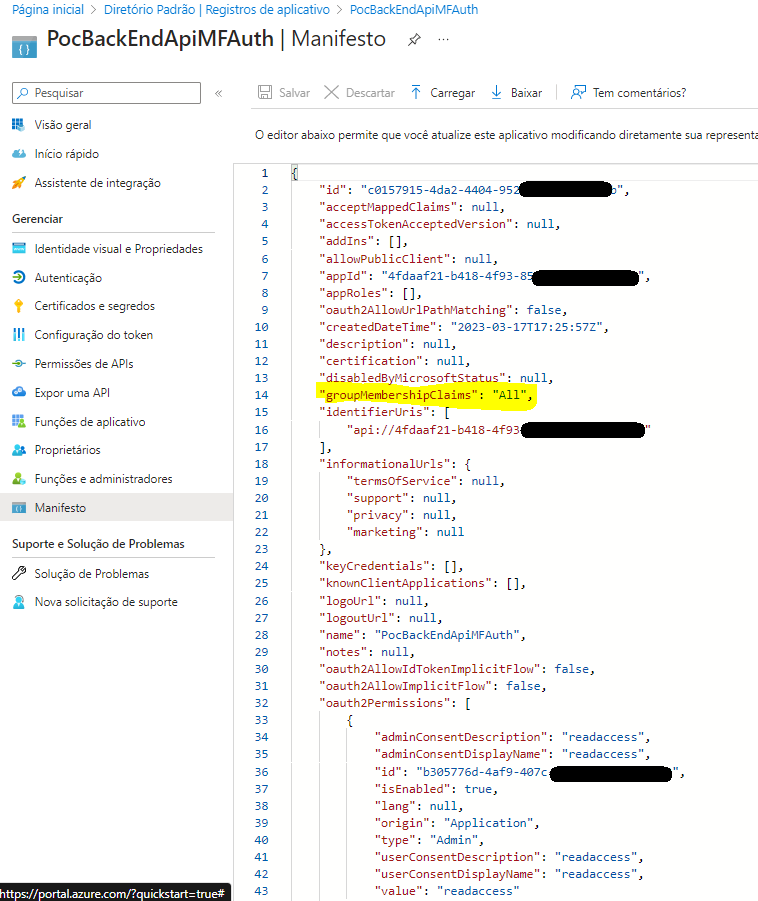 Página inicial > Diretório Padrão | Registros de aplicativo > PocBackEndApiMFAuth
PocBackEndApiMFAuth | Manifesto
Pesquisar
Salvar Descartar Carregar Baixar Tem comentários?
Visão geral
Início rápido
Assistente de integração
Gerenciar
Identidade visual e Propriedades
Autenticação
Certificados e segredos
Configuração do token
Permissões de APIs
Expor uma API
Funções de aplicativo
Proprietários
Funções e administradores
Manifesto
Suporte e Solução de Problemas
Solução de Problemas
Nova solicitação de suporte
O editor abaixo permite que você atualize este aplicativo modificando diretamente sua representa
1 {
2 "id": "c0157915-4da2-4404-952 ",
3 "acceptMappedClaims": null,
4 "accessTokenAcceptedVersion": null,
5 "addIns": [],
6 "allowPublicClient": null,
7 "appId": "4fdaaf21-b418-4f93-85 ",
8 "appRoles": [],
9 "oauth2AllowUrlPathMatching": false,
10 "createdDateTime": "2023-03-17T17:25:57Z",
11 "description": null,
12 "certification": null,
13 "disabledByMicrosoftStatus": null,
14 "groupMembershipClaims": "All",
15 "identifierUris": [
16 "api://4fdaaf21-b418-4f93 "
17 ],
18 "informationalUrls": {
19 "termsOfService": null,
20 "support": null,
21 "privacy": null,
22 "marketing": null
23 },
24 "keyCredentials": [],
25 "knownClientApplications": [],
26 "logoUrl": null,
27 "logoutUrl": null,
28 "name": "PocBackEndApiMFAuth",
29 "notes": null,
30 "oauth2AllowIdTokenImplicitFlow": false,
31 "oauth2AllowImplicitFlow": false,
32 "oauth2Permissions": [
33 {
34 "adminConsentDescription": "readaccess",
35 "adminConsentDisplayName": "readaccess",
36 "id": "b305776d-4af9-407c ",
37 "isEnabled": true,
38 "lang": null,
39 "origin": "Application",
40 "type": "Admin",
41 "userConsentDescription": "readaccess",
42 "userConsentDisplayName": "readaccess",
43 "value": "readaccess"
https://portal.azure.com/?quickstart=true#